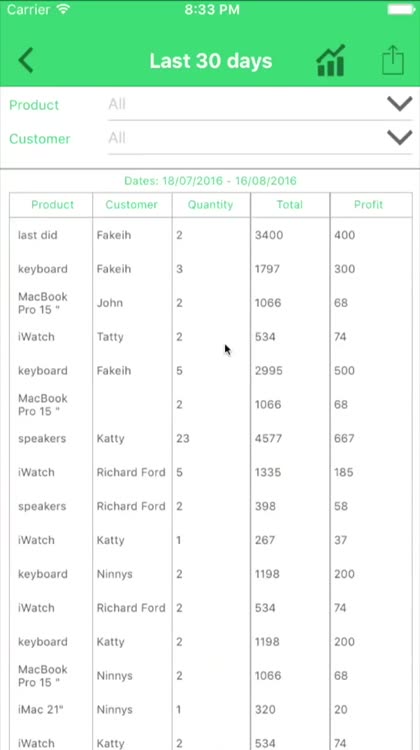 Carrier 8:33 PM
Last 30 days
Product All
Customer All
Dates: 18/07/2016 - 16/08/2016
Product Customer Quantity Total Profit
last did Fakeih 2 3400 400
keyboard Fakeih 3 1797 300
MacBook
Pro 15 " John 2 1066 68
iWatch Tatty 2 534 74
keyboard Fakeih 5 2995 500
MacBook
Pro 15 " 2 1066 68
speakers Katty 23 4577 667
iWatch Richard Ford 5 1335 185
speakers Richard Ford 2 398 58
iWatch Katty 1 267 37
keyboard Ninnys 2 1198 200
iWatch Richard Ford 2 534 74
keyboard Katty 2 1198 200
MacBook
Pro 15 " Ninnys 2 1066 68
iMac 21" Ninnys 1 320 20
iWatch Katty 2 534 74